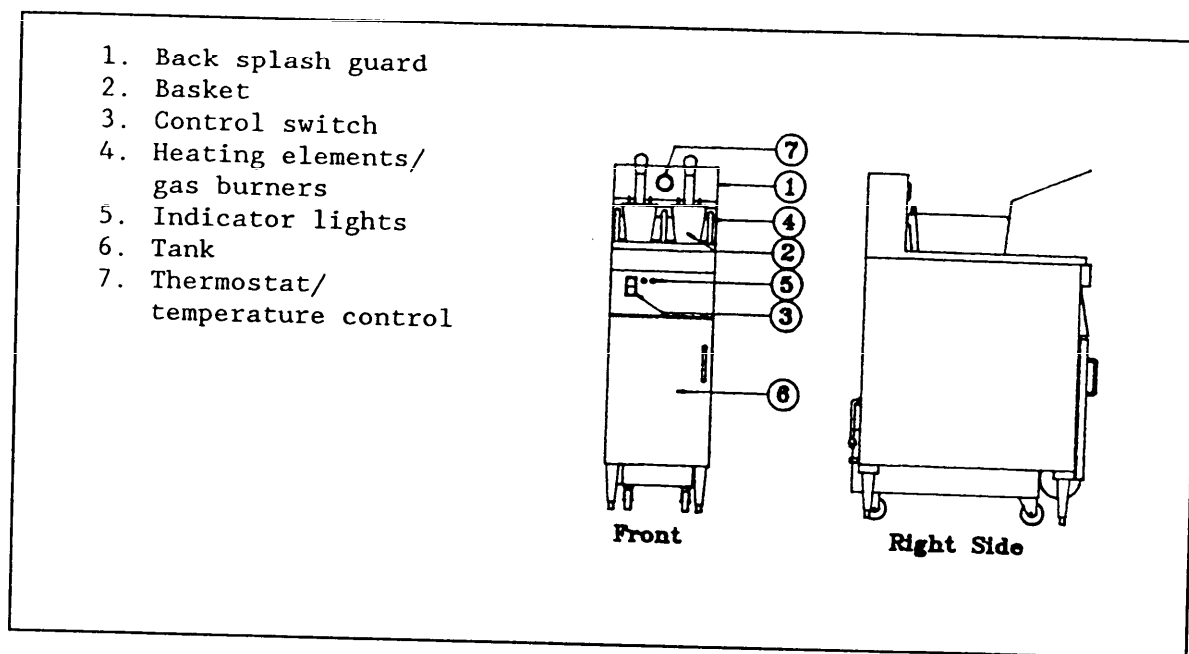 1. Back splash guard
2. Basket
3. Control switch
4. Heating elements/
gas burners
5. Indicator lights
6. Tank
7. Thermostat/
temperature control
7
1
4
2
5
3
6
Front
Right Side